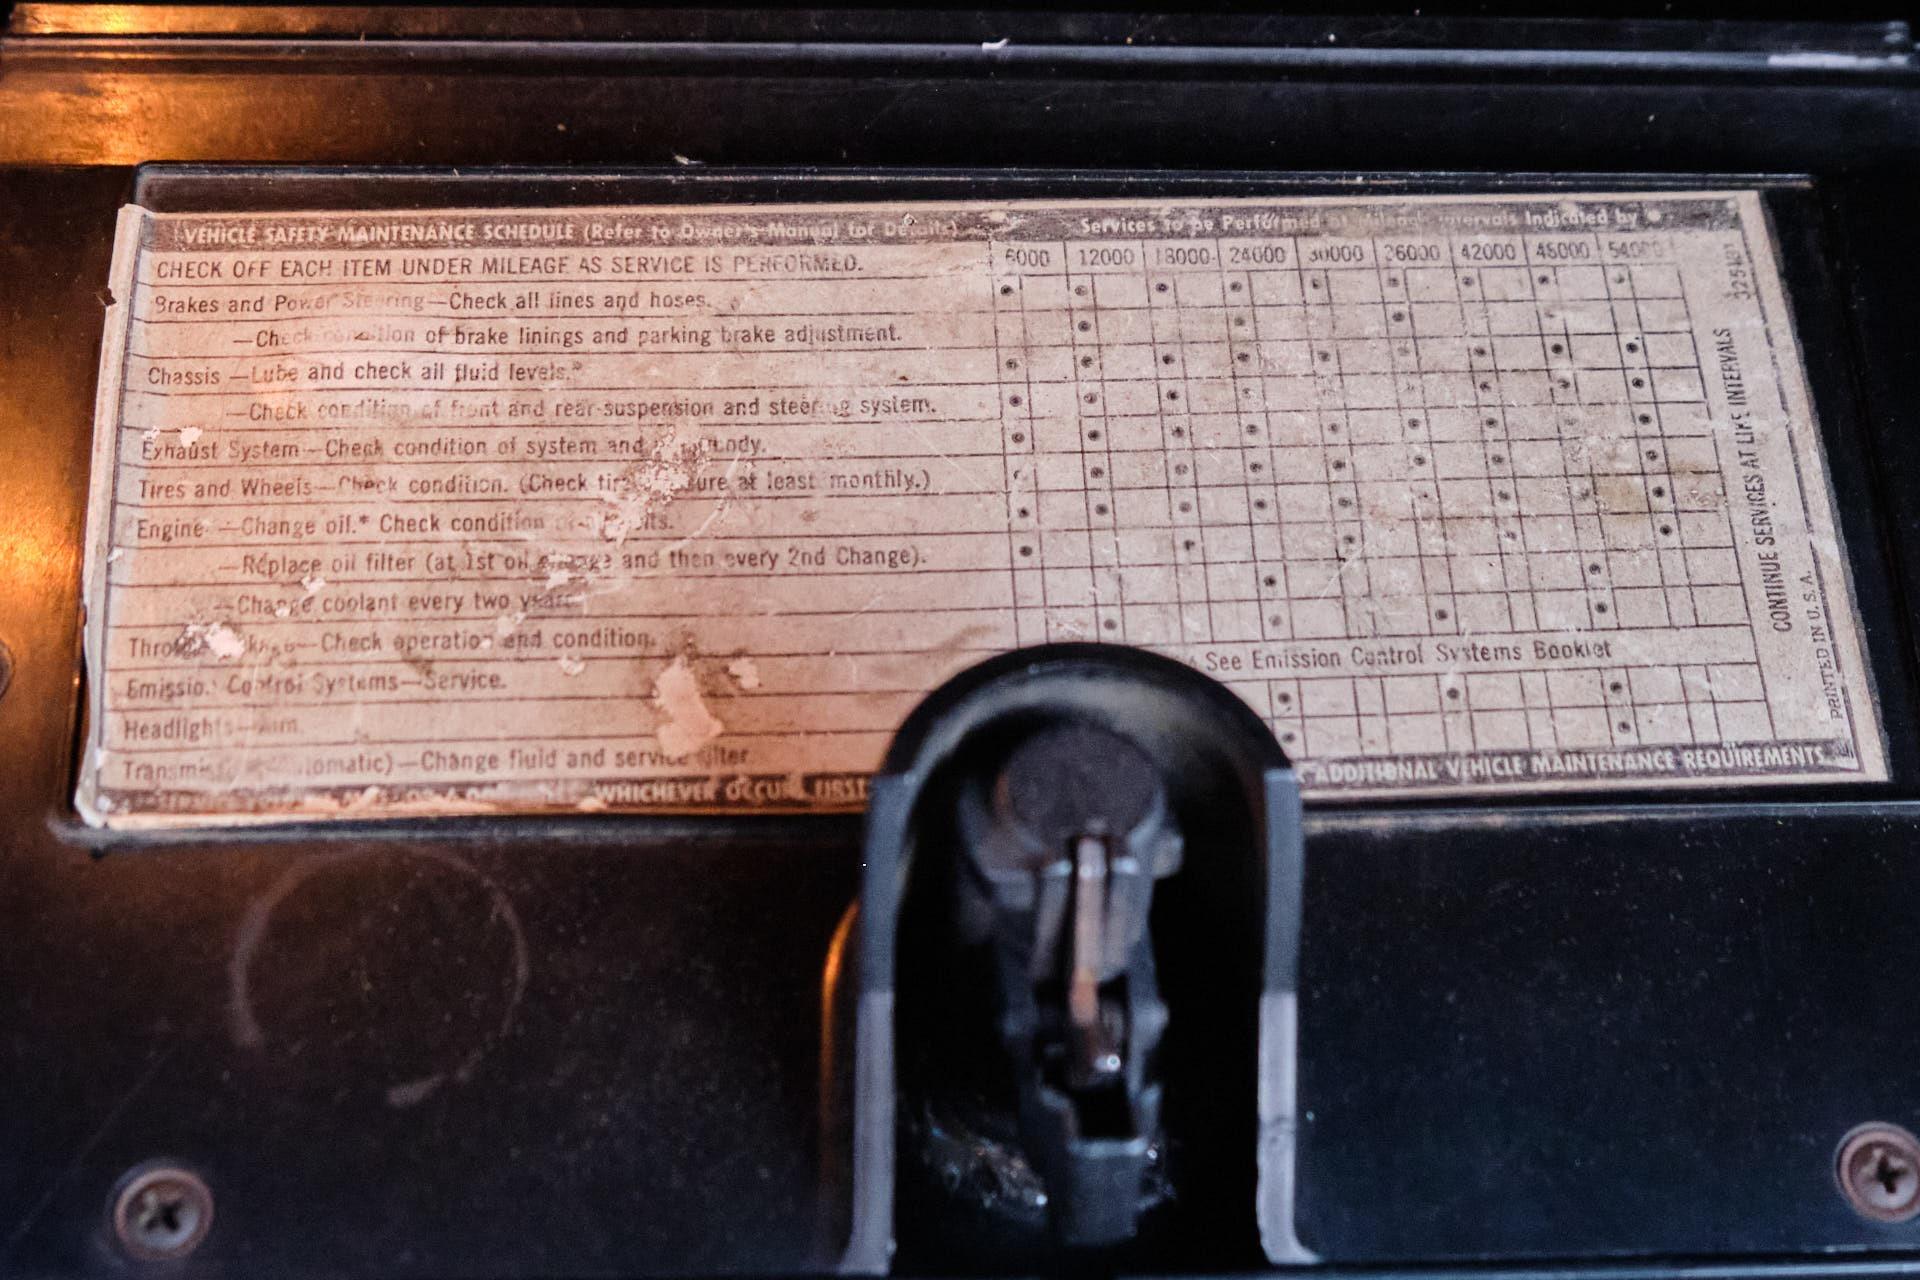 VEHICLE SAFETY MAINTENANCE SCHEDULE (Refer to Owner's Manual for Details)
Services to be Performed at Mileage Intervals Indicated by
CHECK OFF EACH ITEM UNDER MILEAGE AS SERVICE IS PERFORMED.
6000 12000 18000 24000 30000 36000 42000 48000 54000
Brakes and Power Steering—Check all lines and hoses.
—Check condition of brake linings and parking brake adjustment.
Chassis —Lube and check all fluid levels.*
—Check condition of front and rear suspension and steering system.
Exhaust System—Check condition of system and body.
Tires and Wheels—Check condition. (Check at least monthly.)
Engine —Change oil.* Check condition
—Replace oil filter (at 1st oil change and then every 2nd Change).
—Change coolant every two years
—Check operation and condition.
Emission Control Systems—Service.
See Emission Control Systems Booklet
Headlights—Aim.
—Change fluid and service filter
WHICHEVER OCCURS FIRST
ADDITIONAL VEHICLE MAINTENANCE REQUIREMENTS
CONTINUE SERVICES AT LIKE INTERVALS
PRINTED IN U. S. A.